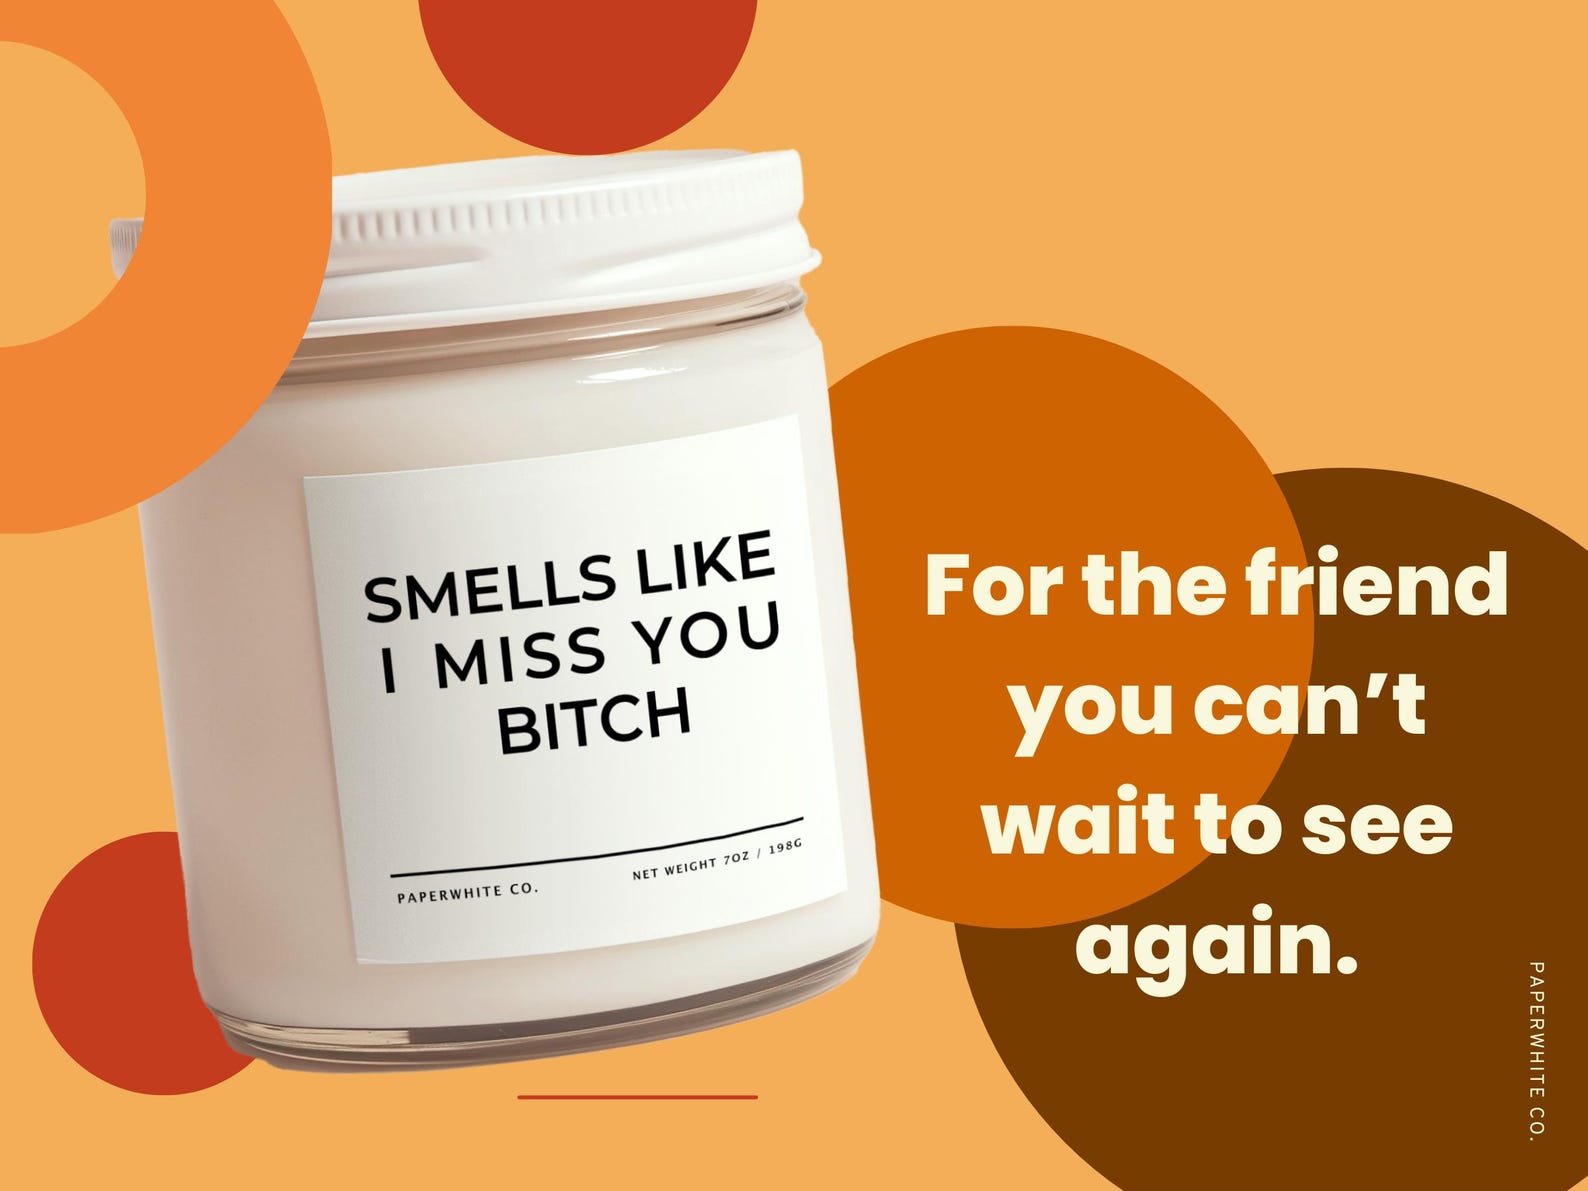 SMELLS LIKE
I MISS YOU
BITCH
PAPERWHITE CO.
NET WEIGHT 7OZ / 198G
For the friend
you can’t
wait to see
again.
PAPERWHITE CO.